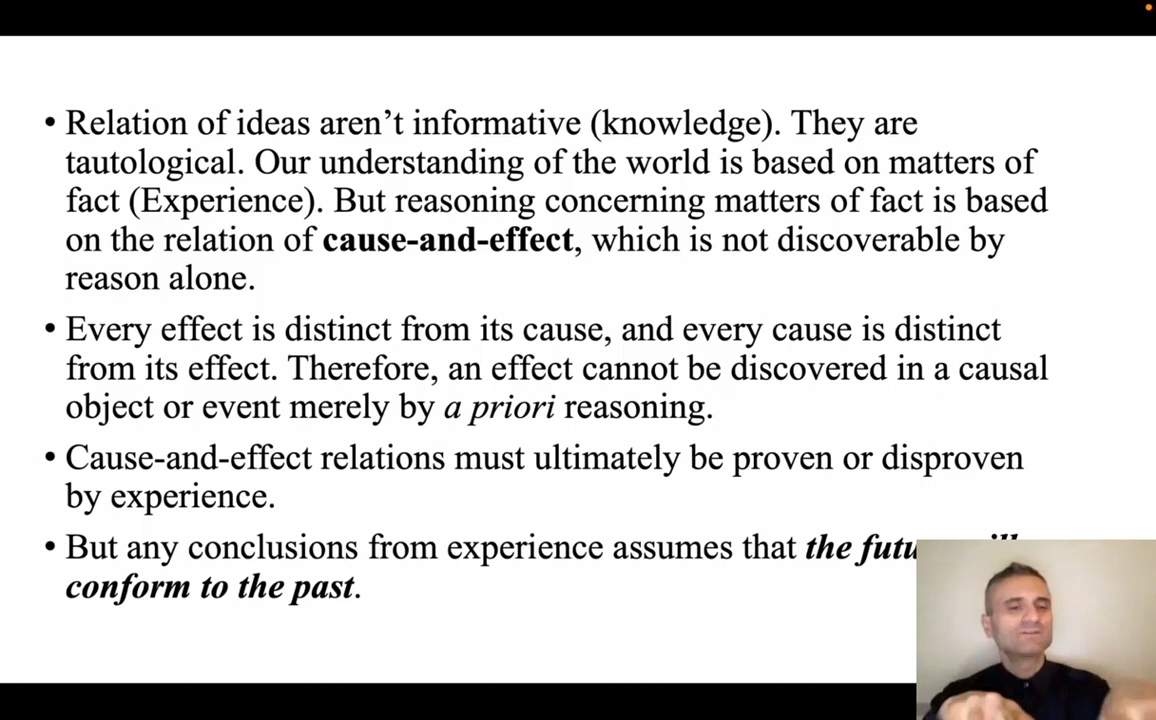 • Relation of ideas aren’t informative (knowledge). They are
tautological. Our understanding of the world is based on matters of
fact (Experience). But reasoning concerning matters of fact is based
on the relation of cause-and-effect, which is not discoverable by
reason alone.
• Every effect is distinct from its cause, and every cause is distinct
from its effect. Therefore, an effect cannot be discovered in a causal
object or event merely by a priori reasoning.
• Cause-and-effect relations must ultimately be proven or disproven
by experience.
• But any conclusions from experience assumes that the
conform to the past.